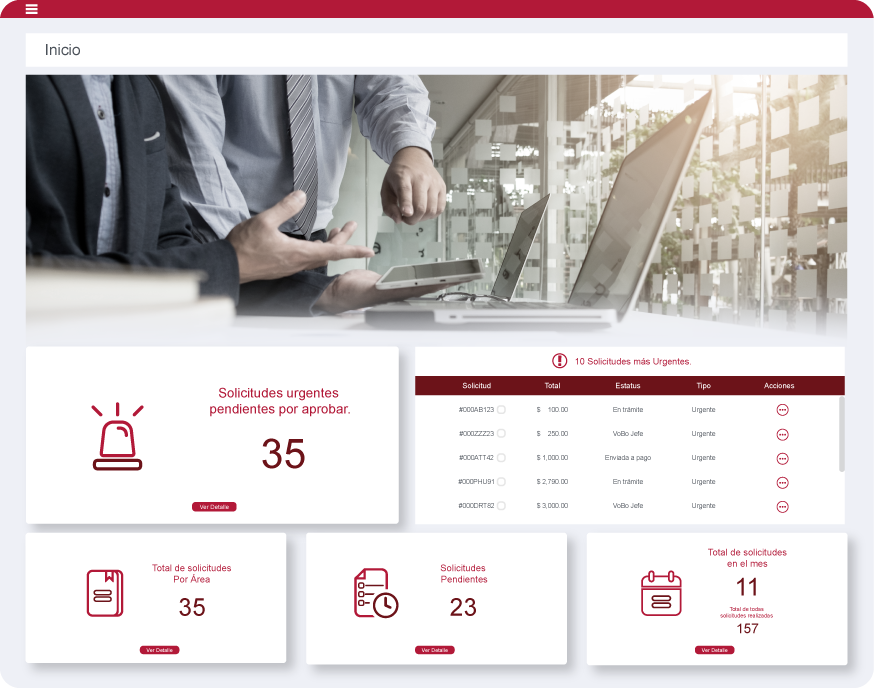 Inicio
Solicitudes urgentes
pendientes por aprobar.
35
Ver Detalle
10 Solicitudes más Urgentes.
Solicitud Total Estatus Tipo Acciones
#000AB123 $ 100.00 En trámite Urgente
#000ZZZ23 $ 250.00 VoBo Jefe Urgente
#000ATT42 $ 1,000.00 Enviada a pago Urgente
#000PHU91 $ 2,790.00 En trámite Urgente
#000DRT82 $ 3,000.00 VoBo Jefe Urgente
Total de solicitudes
Por Área
35
Ver Detalle
Solicitudes
Pendientes
23
Ver Detalle
Total de solicitudes
en el mes
11
Total de todas
solicitudes realizadas
157
Ver Detalle